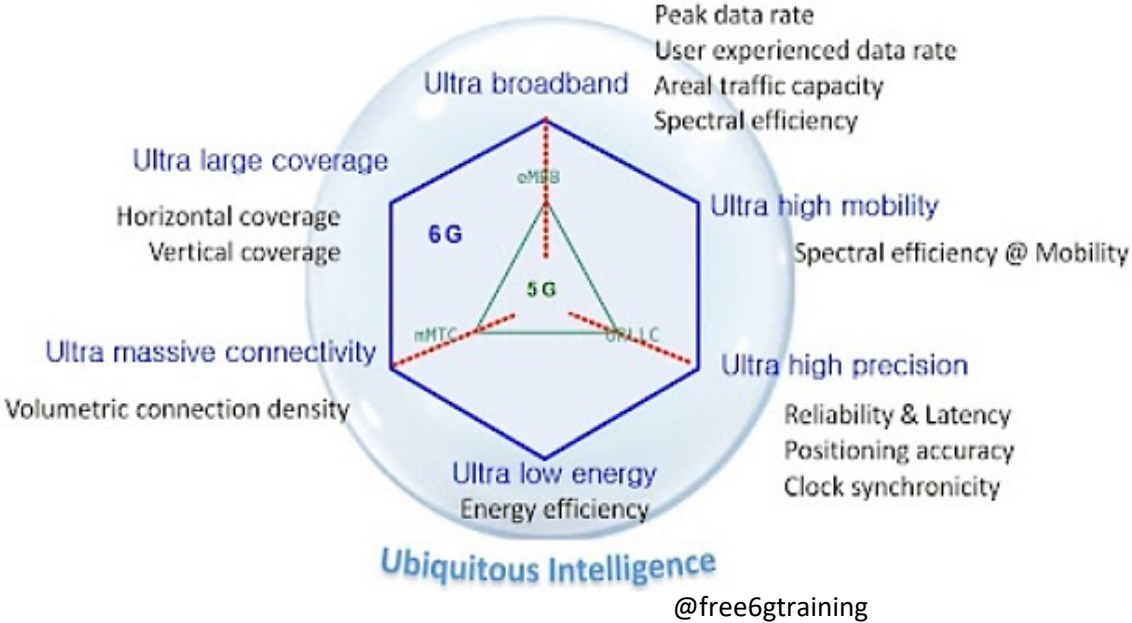 Peak data rate
User experienced data rate
Areal traffic capacity
Spectral efficiency
Ultra broadband
Ultra large coverage
Horizontal coverage
Vertical coverage
eMBB
6G
Ultra high mobility
Spectral efficiency @ Mobility
5G
mMTC
URLLC
Ultra massive connectivity
Volumetric connection density
Ultra high precision
Reliability & Latency
Positioning accuracy
Clock synchronicity
Ultra low energy
Energy efficiency
Ubiquitous Intelligence
@free6gtraining